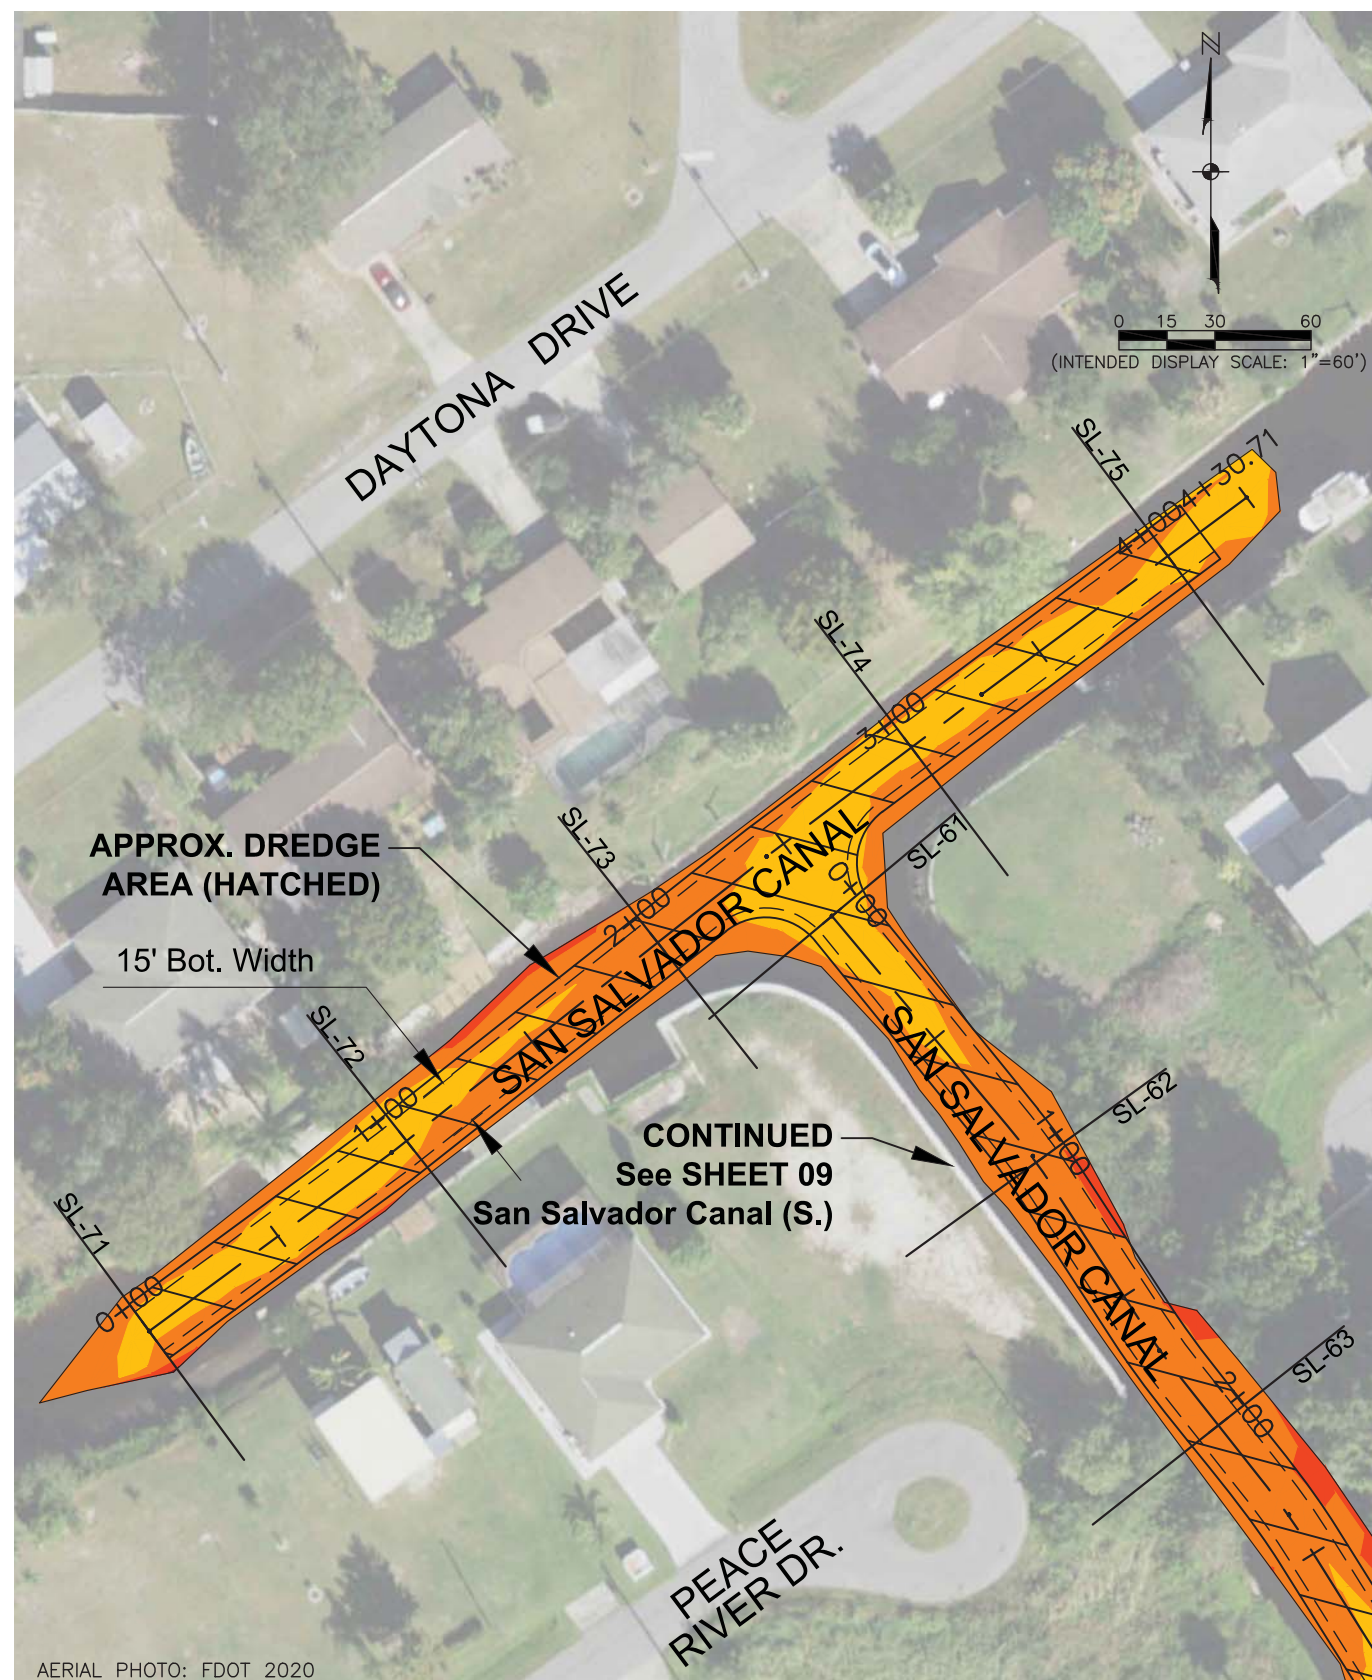 N
0 15 30 60
(INTENDED DISPLAY SCALE: 1"=60')
DAYTONA DRIVE
SL-75
4+00
4+30.71
SL-74
3+00
SL-61
SL-73
2+00
0+00
SAN SALVADOR CANAL
APPROX. DREDGE
AREA (HATCHED)
15' Bot. Width
SL-72
1+00
SAN SALVADOR CANAL
SL-62
1+00
CONTINUED
See SHEET 09
San Salvador Canal (S.)
SL-71
0+00
SL-63
2+00
PEACE
RIVER DR.
AERIAL PHOTO: FDOT 2020